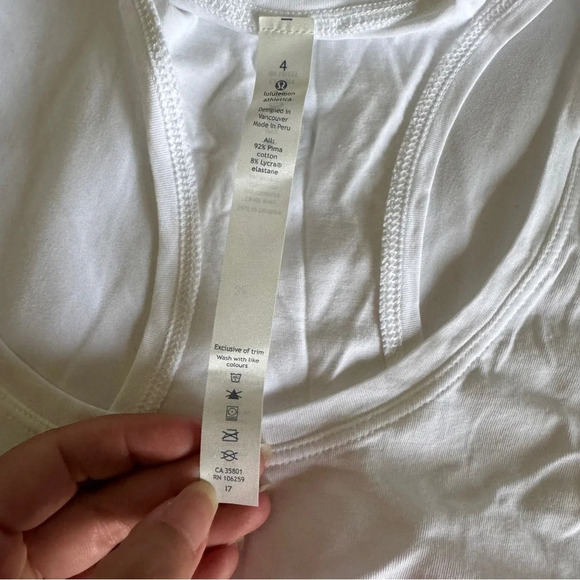 4
lululemon
athletica
Designed in
Vancouver
Made in Peru
All:
92% Pima
cotton
8% Lycra®
elastane
Exclusive of trim
Wash with like
colours
CA 35801
RN 106259
17